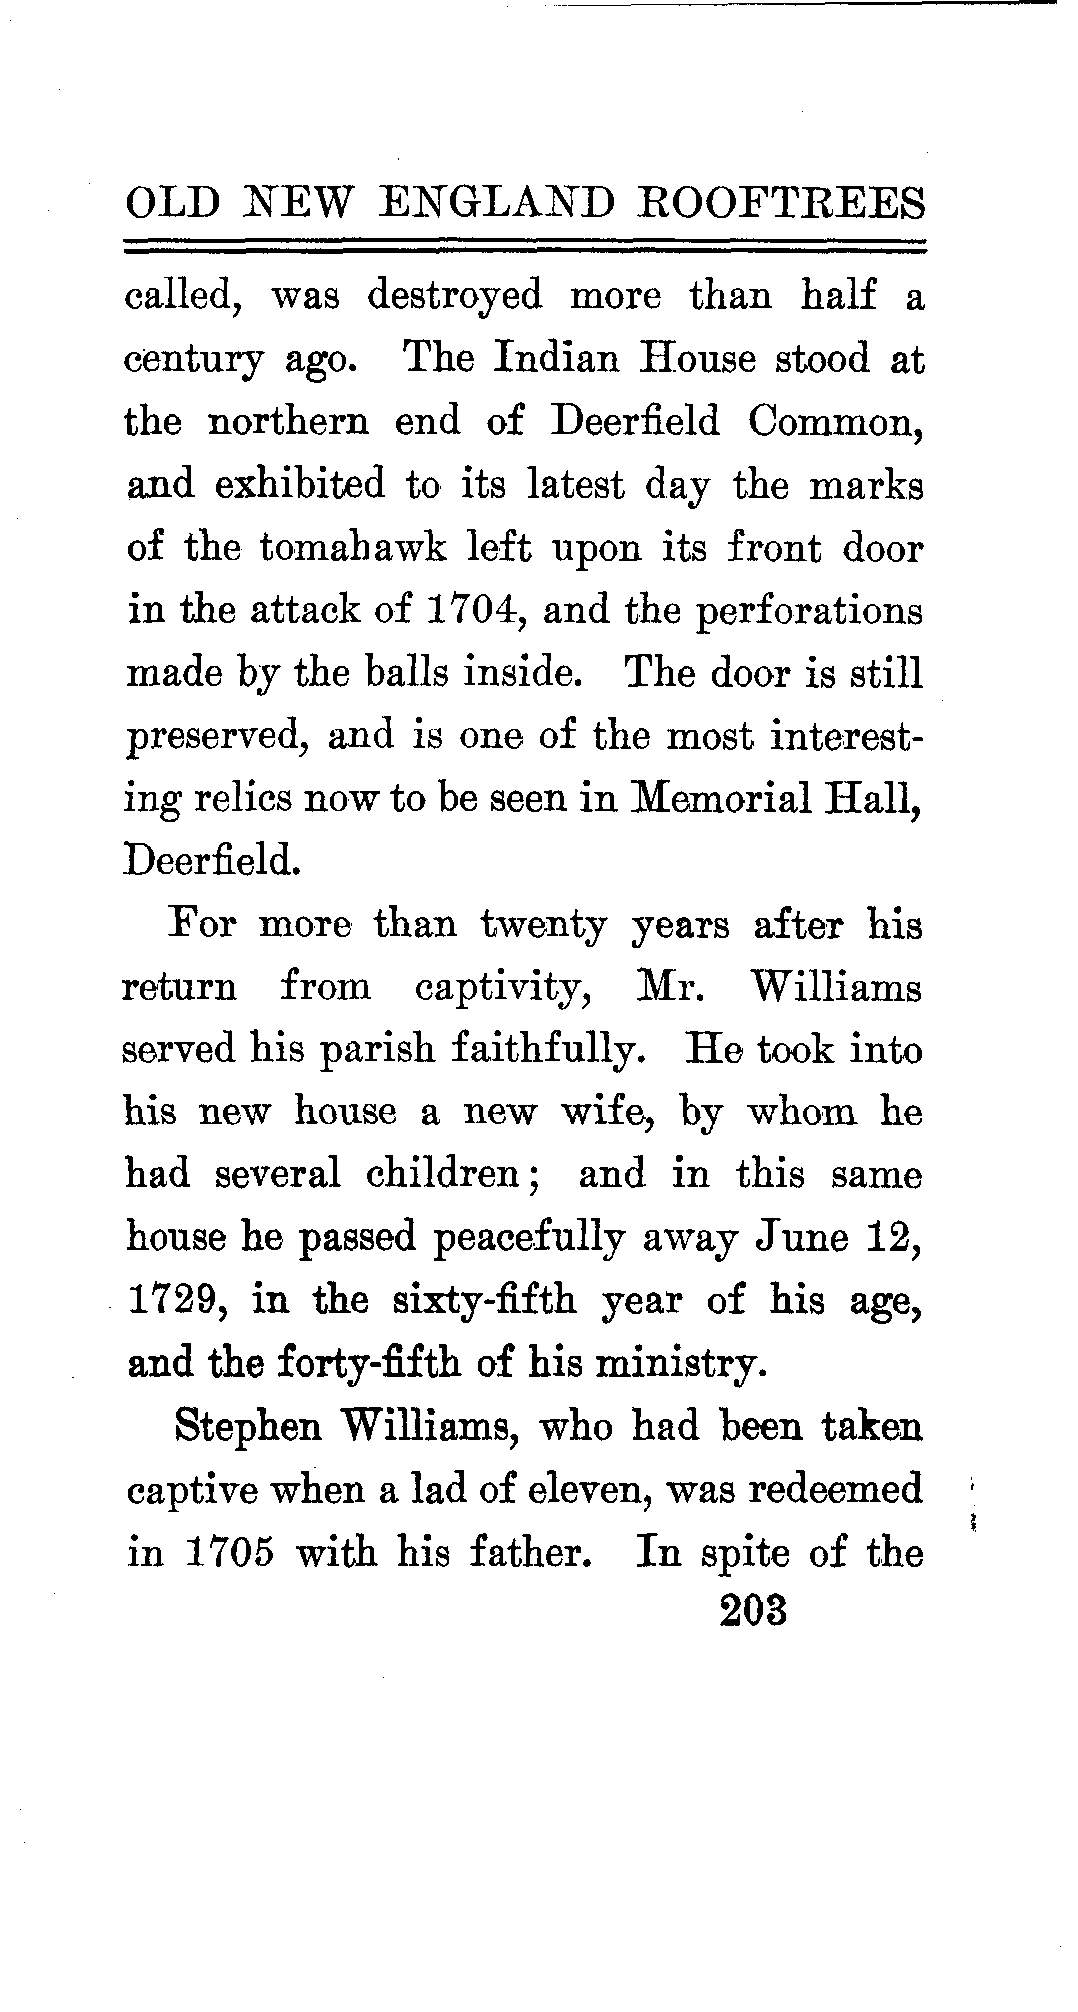 OLD NEW ENGLAND ROOFTREES
called, was destroyed more than half a
century ago. The Indian House stood at
the northern end of Deerfield Common,
and exhibited to its latest day the marks
of the tomahawk left upon its front door
in the attack of 1704, and the perforations
made by the balls inside. The door is still
preserved, and is one of the most interest-
ing relics now to be seen in Memorial Hall,
Deerfield.
For more than twenty years after his
return from captivity, Mr. Williams
served his parish faithfully. He took into
his new house a new wife, by whom he
had several children; and in this same
house he passed peacefully away June 12,
1729, in the sixty-fifth year of his age,
and the forty-fifth of his ministry.
Stephen Williams, who had been taken
captive when a lad of eleven, was redeemed
in 1705 with his father. In spite of the
203